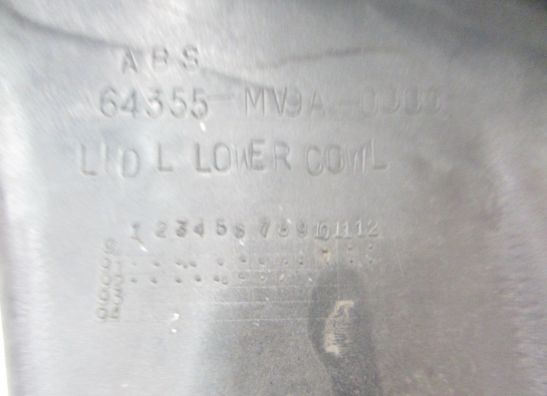 ABS
64355-MV9A-0000
LID L LOWER COWL
1 2 3 4 5 6 7 8 9 10 11 12